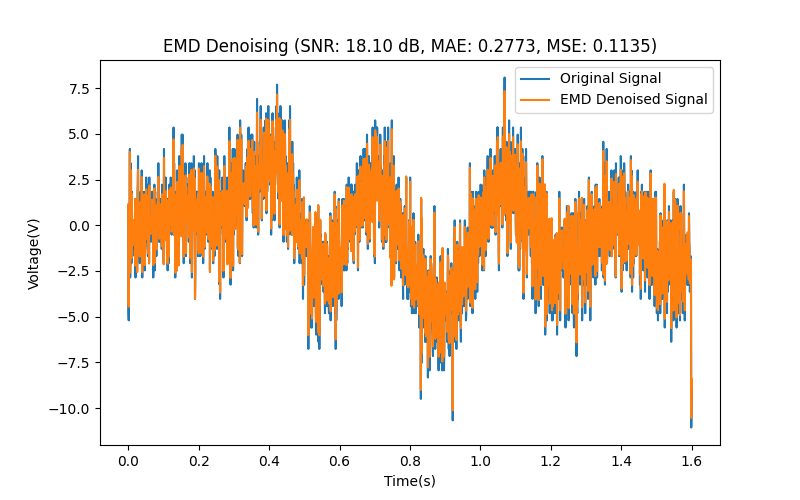 EMD Denoising (SNR: 18.10 dB, MAE: 0.2773, MSE: 0.1135)
Original Signal
EMD Denoised Signal
7.5
5.0
2.5
0.0
−2.5
−5.0
−7.5
−10.0
Voltage(V)
0.0 0.2 0.4 0.6 0.8 1.0 1.2 1.4 1.6
Time(s)